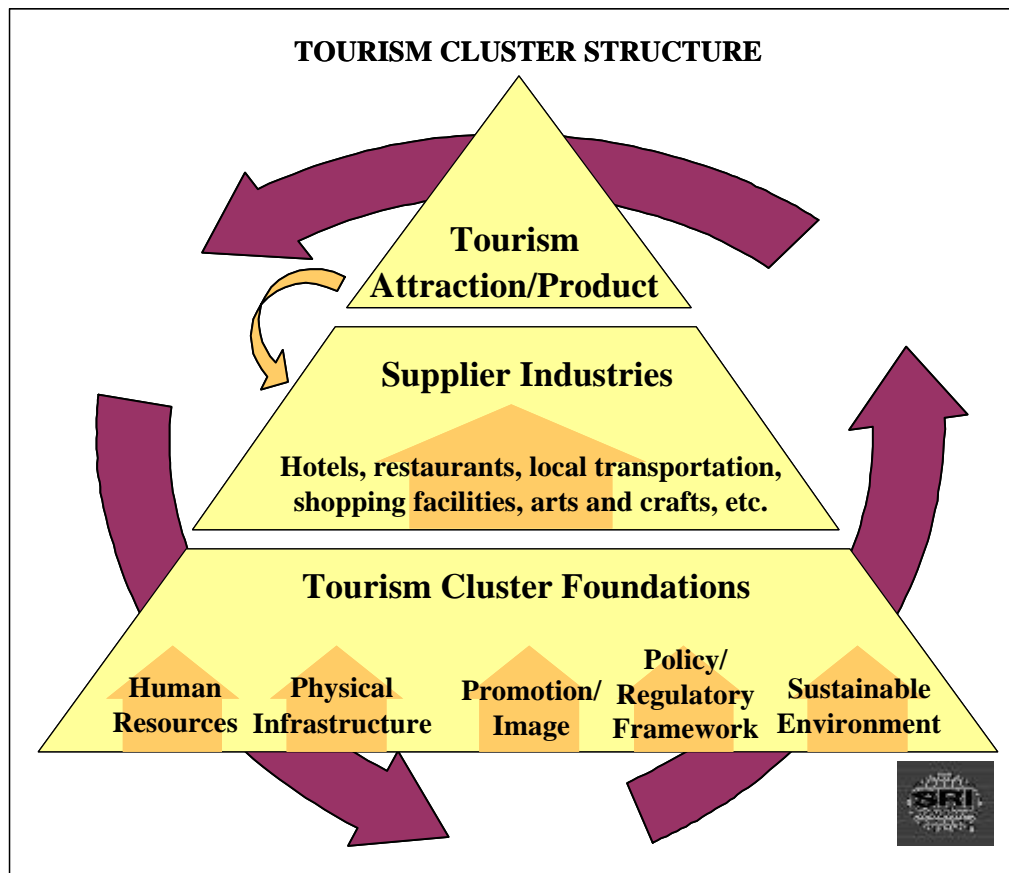 TOURISM CLUSTER STRUCTURE
Tourism
Attraction/Product
Supplier Industries
Hotels, restaurants, local transportation,
shopping facilities, arts and crafts, etc.
Tourism Cluster Foundations
Human
Resources
Physical
Infrastructure
Promotion/
Image
Policy/
Regulatory
Framework
Sustainable
Environment
SRI